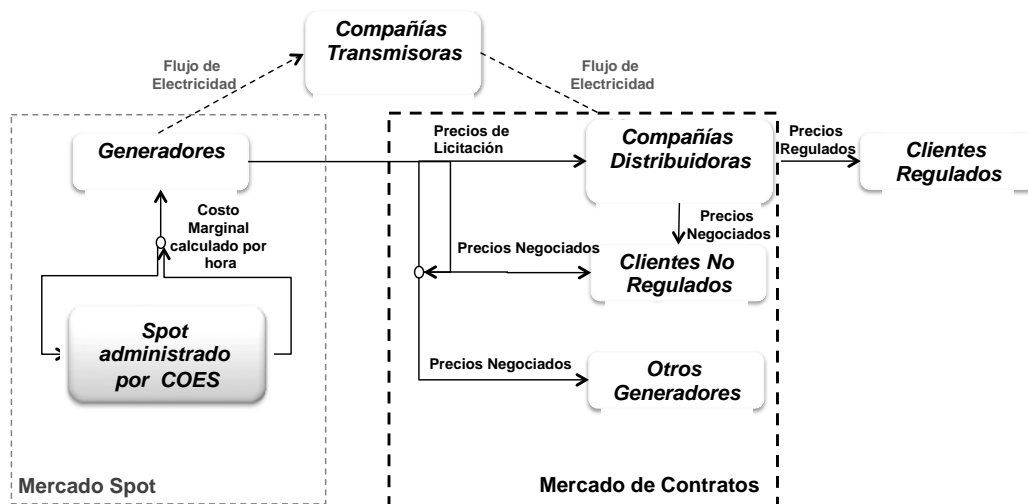 Compañías
Transmisoras
Flujo de
Electricidad
Flujo de
Electricidad
Generadores
Precios de
Licitación
Compañías
Distribuidoras
Precios
Regulados
Clientes
Regulados
Costo
Marginal
calculado por
hora
Precios
Negociados
Precios Negociados
Clientes No
Regulados
Spot
administrado
por COES
Precios Negociados
Otros
Generadores
Mercado Spot
Mercado de Contratos